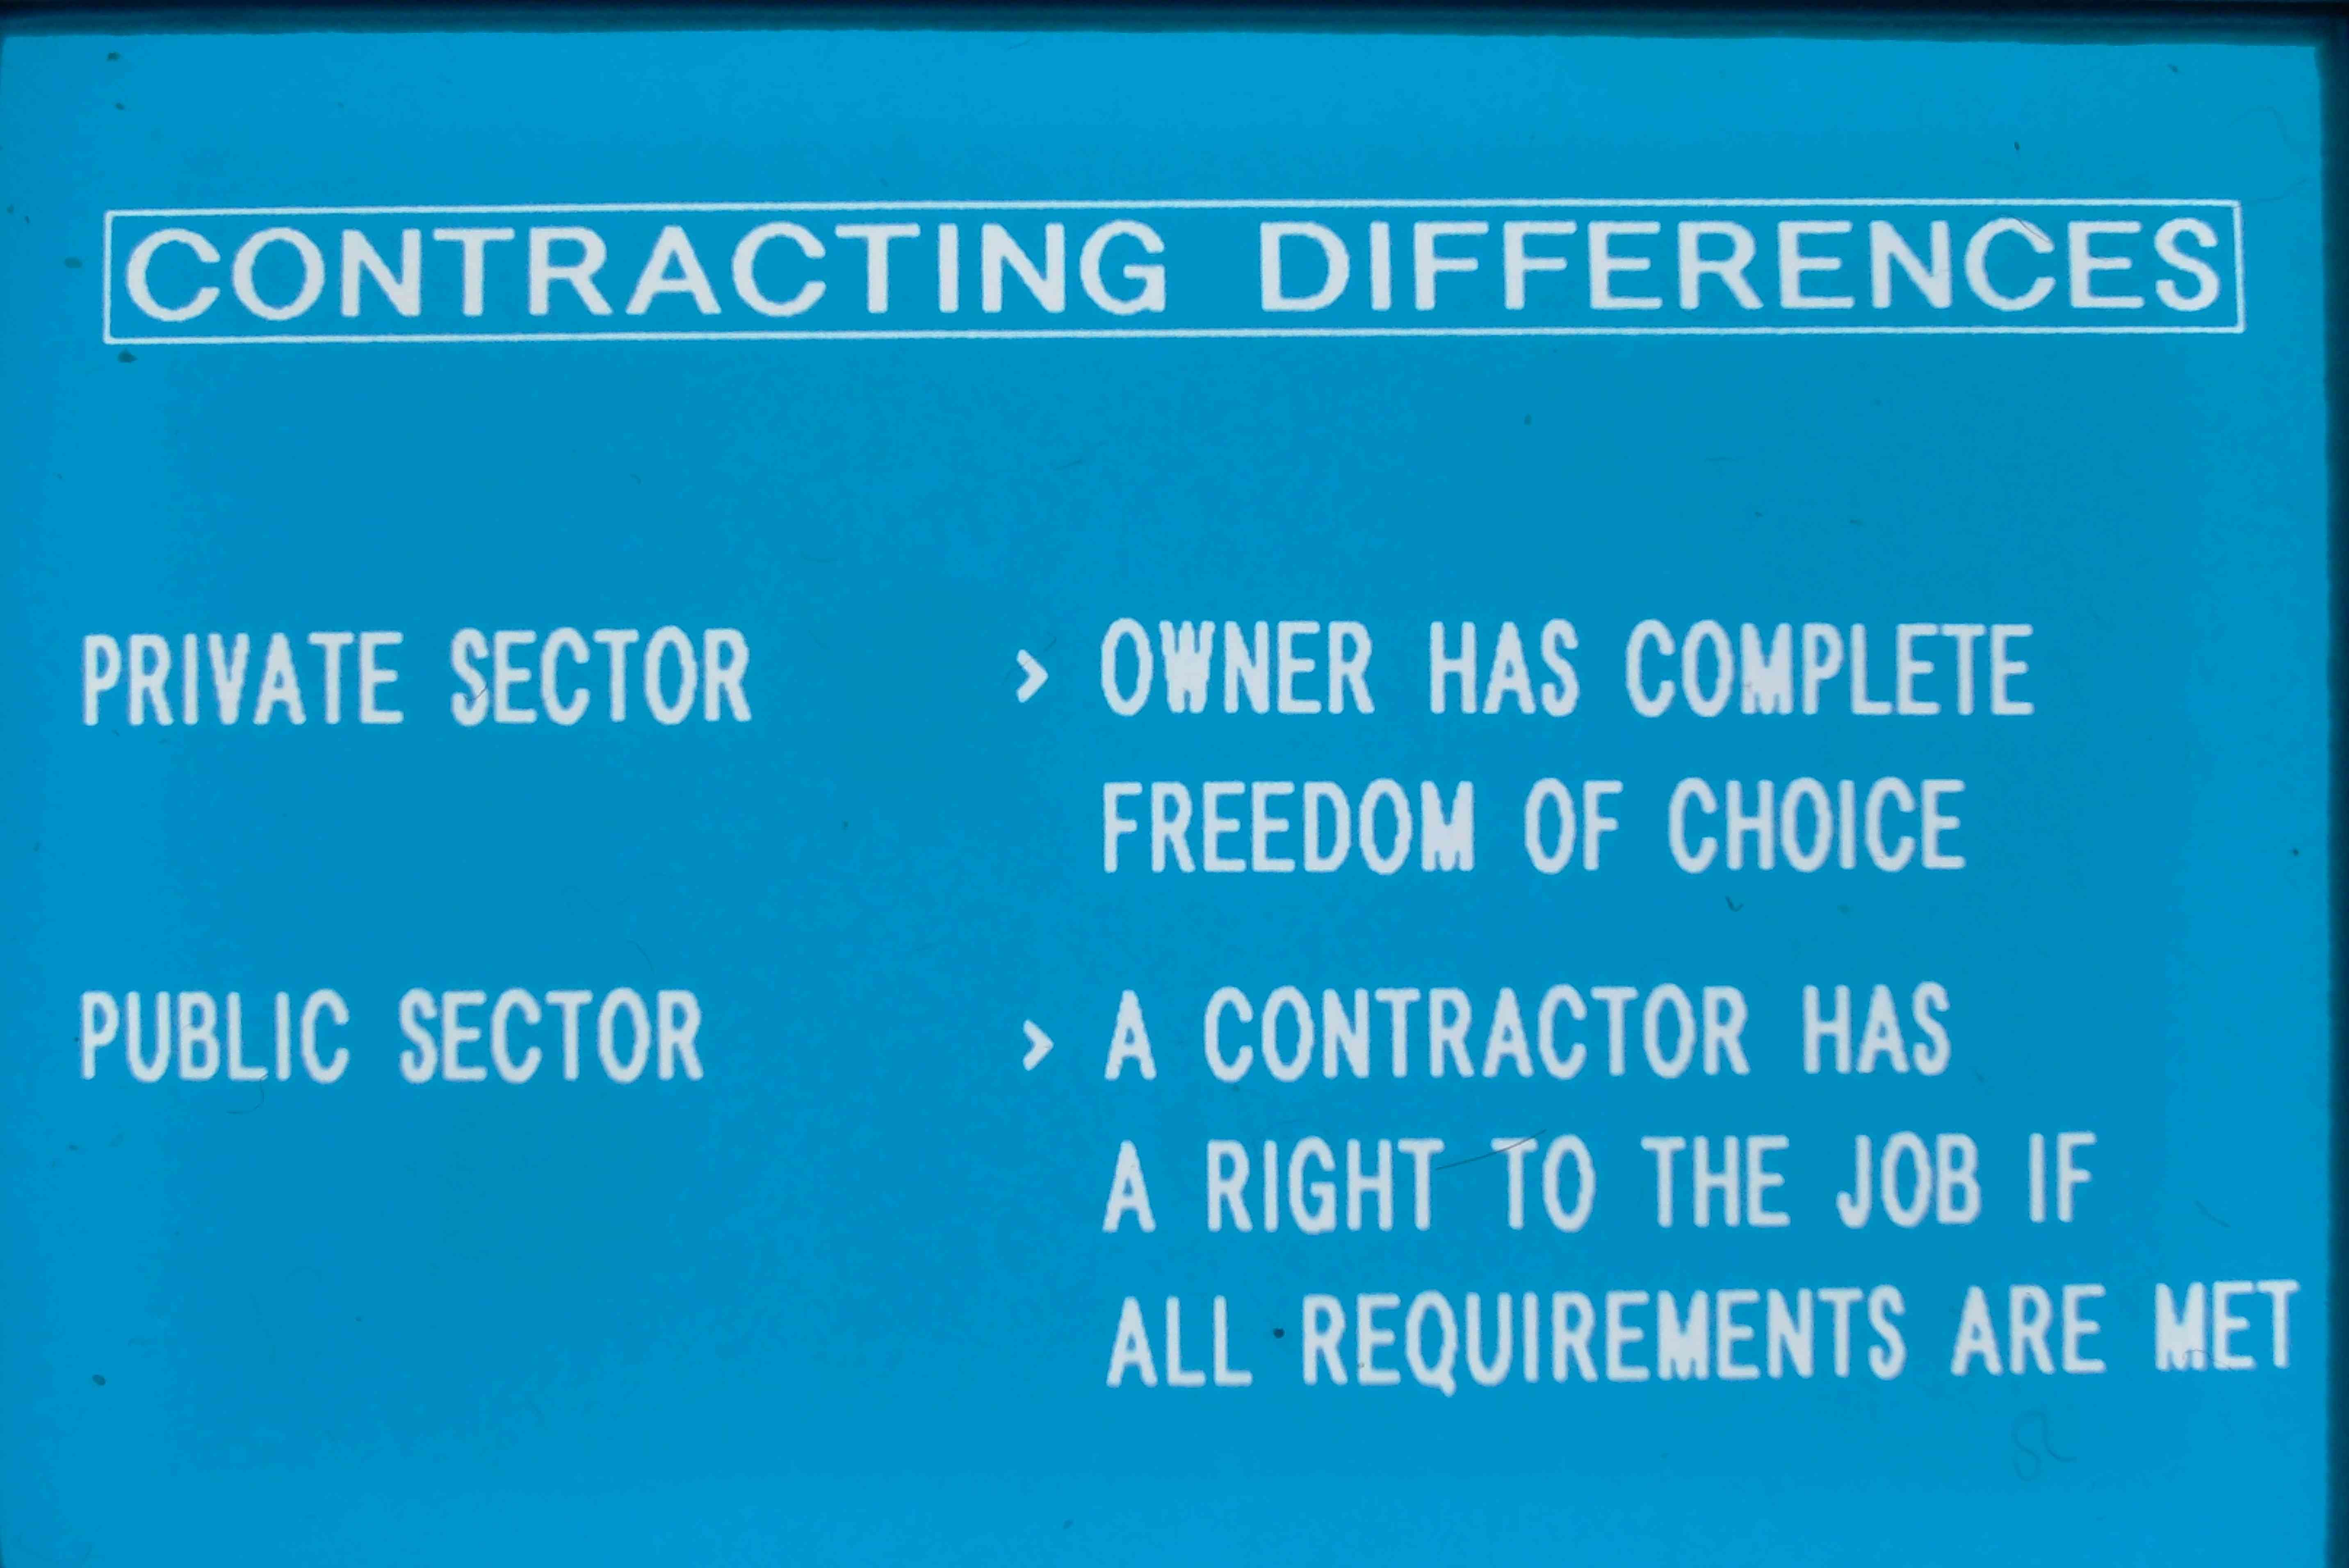 CONTRACTING DIFFERENCES
PRIVATE SECTOR > OWNER HAS COMPLETE
FREEDOM OF CHOICE
PUBLIC SECTOR > A CONTRACTOR HAS
A RIGHT TO THE JOB IF
ALL REQUIREMENTS ARE MET